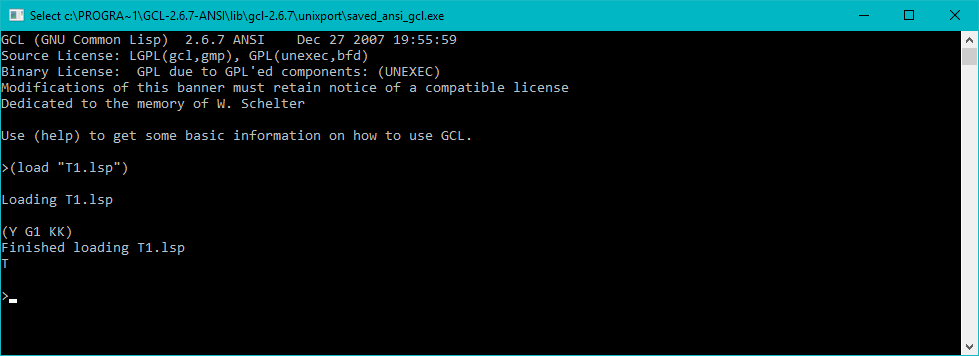 Select c:\PROGRA~1\GCL-2.6.7-ANSI\lib\gcl-2.6.7\unixport\saved_ansi_gcl.exe
GCL (GNU Common Lisp)  2.6.7 ANSI    Dec 27 2007 19:55:59
Source License: LGPL(gcl,gmp), GPL(unexec,bfd)
Binary License:  GPL due to GPL'ed components: (UNEXEC)
Modifications of this banner must retain notice of a compatible license
Dedicated to the memory of W. Schelter
Use (help) to get some basic information on how to use GCL.
>(load "T1.lsp")
Loading T1.lsp
(Y G1 KK)
Finished loading T1.lsp
T
>